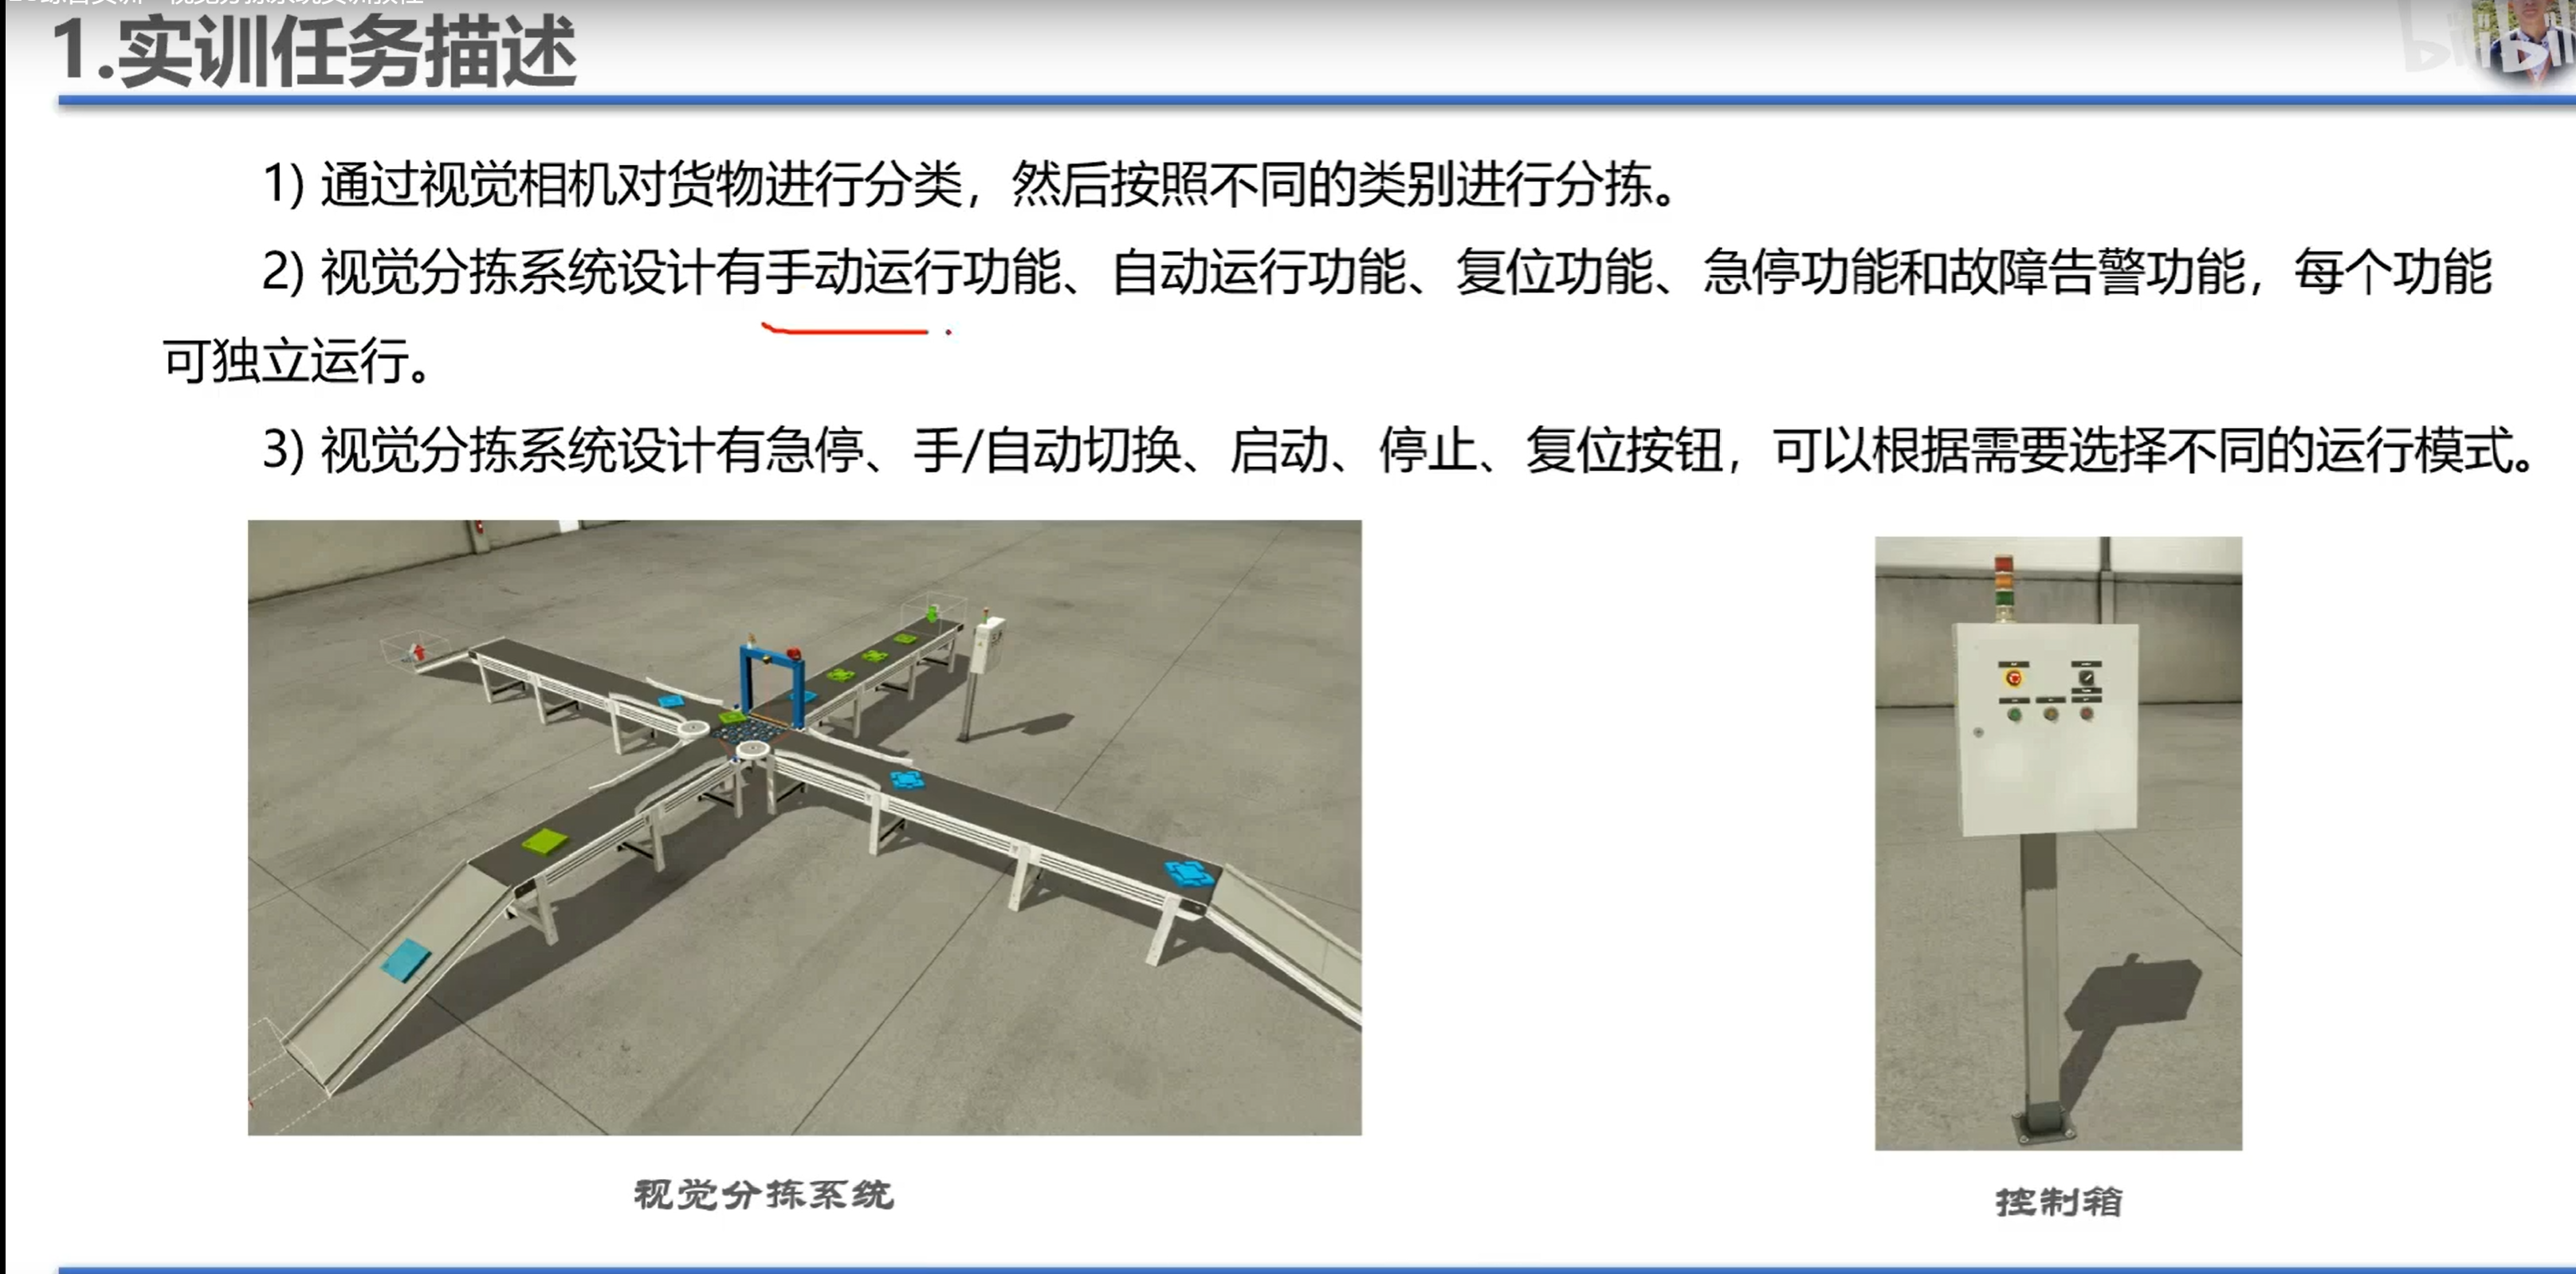 1.实训任务描述
1) 通过视觉相机对货物进行分类，然后按照不同的类别进行分拣。
2) 视觉分拣系统设计有手动运行功能、自动运行功能、复位功能、急停功能和故障告警功能，每个功能
可独立运行。
3) 视觉分拣系统设计有急停、手/自动切换、启动、停止、复位按钮，可以根据需要选择不同的运行模式。
视觉分拣系统
控制箱